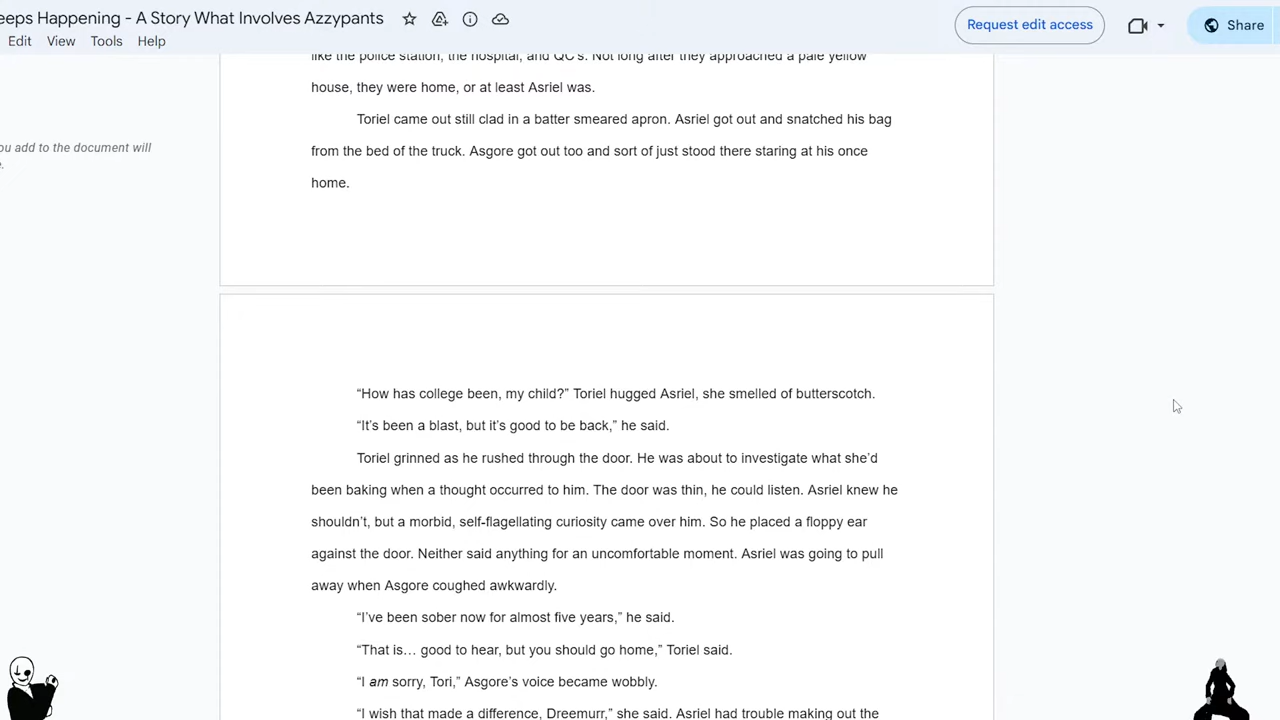 eeps Happening - A Story What Involves Azzypants
Request edit access
Share
Edit View Tools Help
like the police station, the hospital, and QC's. Not long after they approached a pale yellow
house, they were home, or at least Asriel was.
Toriel came out still clad in a batter smeared apron. Asriel got out and snatched his bag
from the bed of the truck. Asgore got out too and sort of just stood there staring at his once
home.
ou add to the document will
e.
“How has college been, my child?” Toriel hugged Asriel, she smelled of butterscotch.
“It’s been a blast, but it’s good to be back,” he said.
Toriel grinned as he rushed through the door. He was about to investigate what she’d
been baking when a thought occurred to him. The door was thin, he could listen. Asriel knew he
shouldn’t, but a morbid, self-flagellating curiosity came over him. So he placed a floppy ear
against the door. Neither said anything for an uncomfortable moment. Asriel was going to pull
away when Asgore coughed awkwardly.
“I’ve been sober now for almost five years,” he said.
“That is… good to hear, but you should go home,” Toriel said.
“I am sorry, Tori,” Asgore’s voice became wobbly.
“I wish that made a difference, Dreemurr,” she said. Asriel had trouble making out the